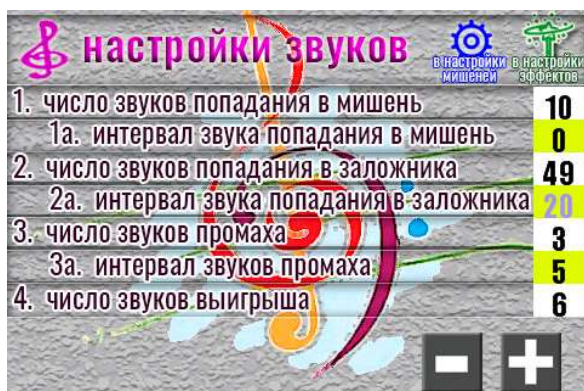 настройки звуков
в настройки мишеней
в настройки эффектов
1. число звуков попадания в мишень 10
1а. интервал звука попадания в мишень 0
2. число звуков попадания в заложника 49
2а. интервал звука попадания в заложника 20
3. число звуков промаха 3
3а. интервал звуков промаха 5
4. число звуков выигрыша 6
- +